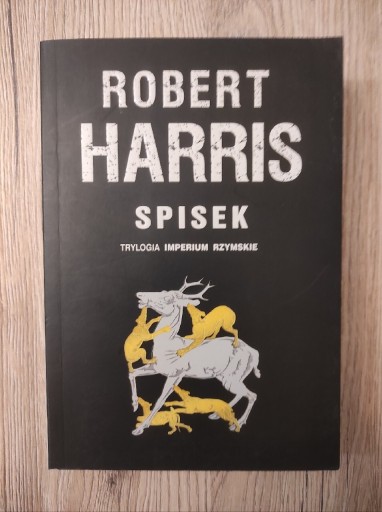 ROBERT
HARRIS
SPISEK
TRYLOGIA IMPERIUM RZYMSKIE